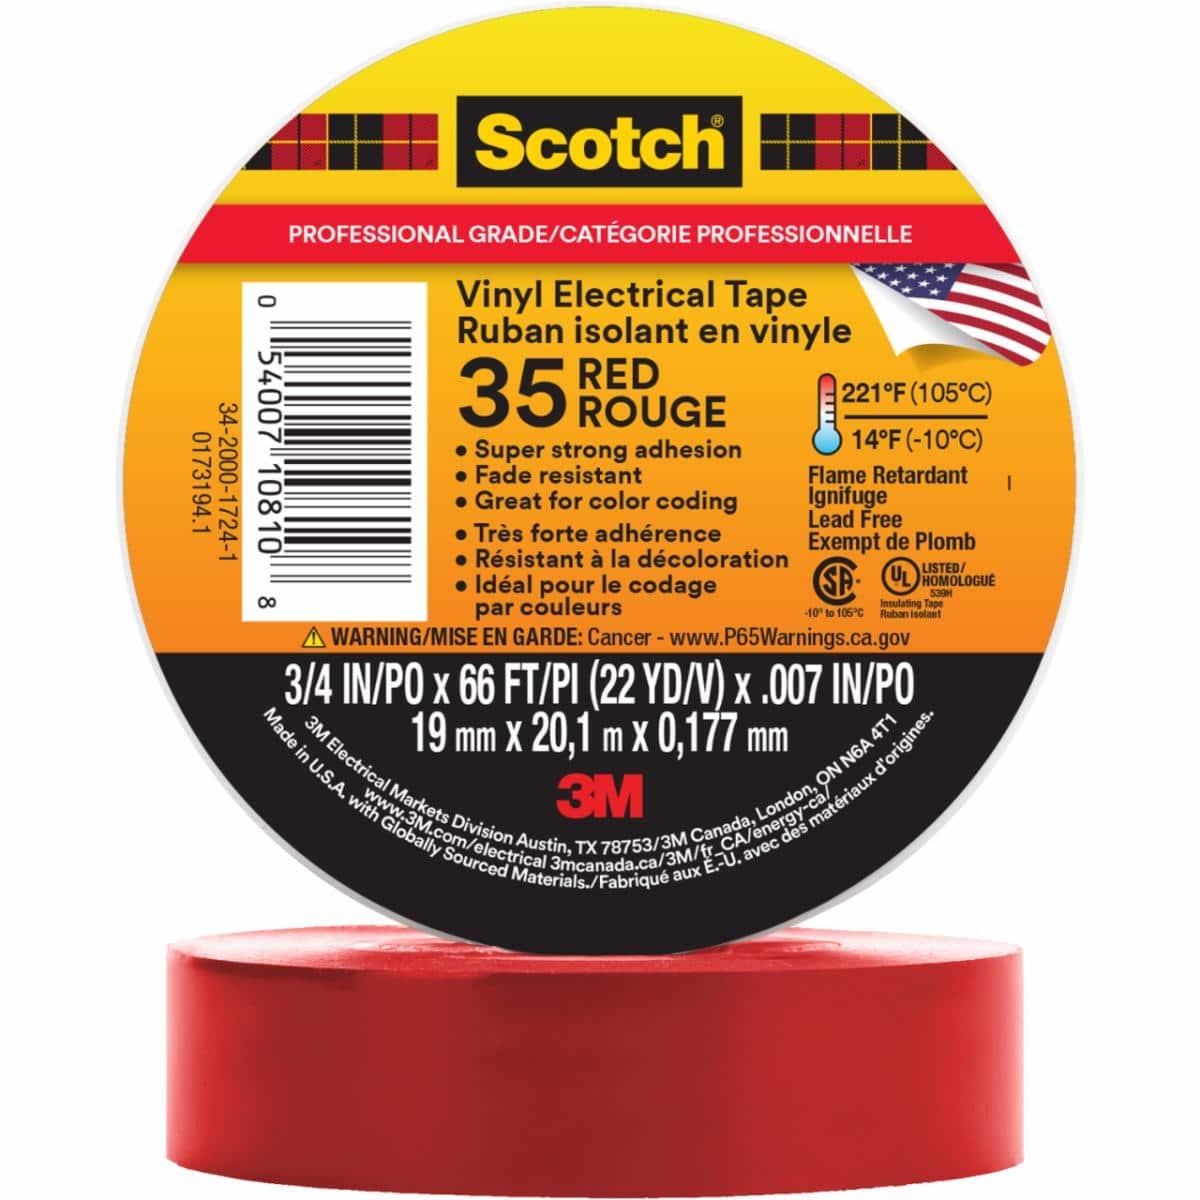 Scotch®
PROFESSIONAL GRADE/CATÉGORIE PROFESSIONNELLE
Vinyl Electrical Tape
Ruban isolant en vinyle
35 RED
ROUGE
• Super strong adhesion
• Fade resistant
• Great for color coding
• Très forte adhérence
• Résistant à la décoloration
• Idéal pour le codage
par couleurs
221°F (105°C)
14°F (-10°C)
Flame Retardant
Ignifuge
Lead Free
Exempt de Plomb
SA®
-10° to 105°C
UL
LISTED/
HOMOLOGUÉ
539H
Insulating Tape
Ruban isolant
0 54007 10810 8
34-2000-1724-1
0173194.1
⚠ WARNING/MISE EN GARDE: Cancer - www.P65Warnings.ca.gov
3/4 IN/PO x 66 FT/PI (22 YD/V) x .007 IN/PO
19 mm x 20,1 m x 0,177 mm
3M
3M Electrical Markets Division Austin, TX 78753/3M Canada, London, ON N6A 4T1
www.3M.com/electrical 3mcanada.ca/3M/fr_CA/energy-ca/
Made in U.S.A. with Globally Sourced Materials./Fabriqué aux É.-U. avec des matériaux d'origines.